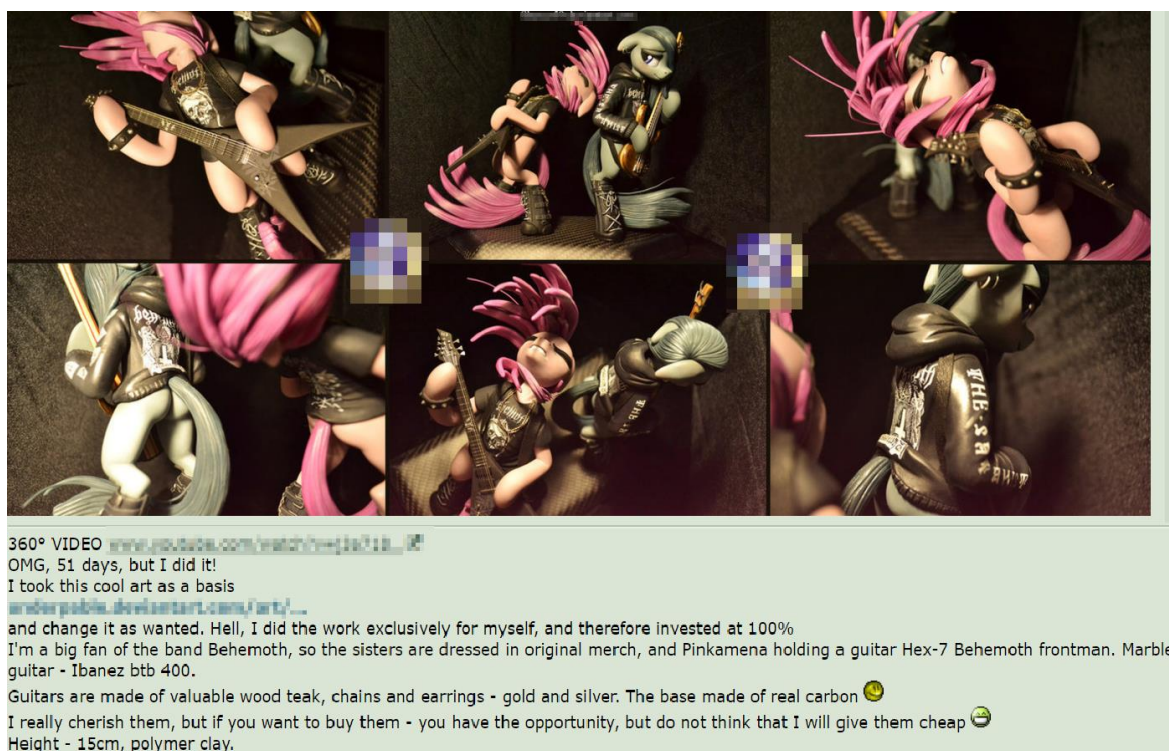 360° VIDEO
OMG, 51 days, but I did it!
I took this cool art as a basis
and change it as wanted. Hell, I did the work exclusively for myself, and therefore invested at 100%
I'm a big fan of the band Behemoth, so the sisters are dressed in original merch, and Pinkamena holding a guitar Hex-7 Behemoth frontman. Marble
guitar - Ibanez btb 400.
Guitars are made of valuable wood teak, chains and earrings - gold and silver. The base made of real carbon
I really cherish them, but if you want to buy them - you have the opportunity, but do not think that I will give them cheap
Height - 15cm, polymer clay.